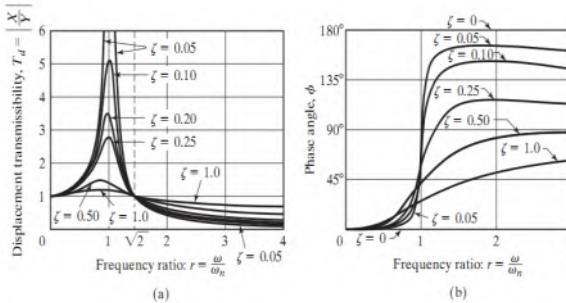 Displacement transmissibility, T_d = |X/Y|
6
5
4
3
2
1
0
1
√2
2
3
4
ζ = 0.05
ζ = 0.10
ζ = 0.20
ζ = 0.25
ζ = 1.0
ζ = 0.50
ζ = 1.0
ζ = 0.05
Frequency ratio: r = ω/ωₙ
(a)
Phase angle, ϕ
180°
135°
90°
45°
0
1
2
3
ζ = 0
ζ = 0.05
ζ = 0.10
ζ = 0.25
ζ = 0.50
ζ = 1.0
ζ = 0.05
ζ = 0
Frequency ratio: r = ω/ωₙ
(b)